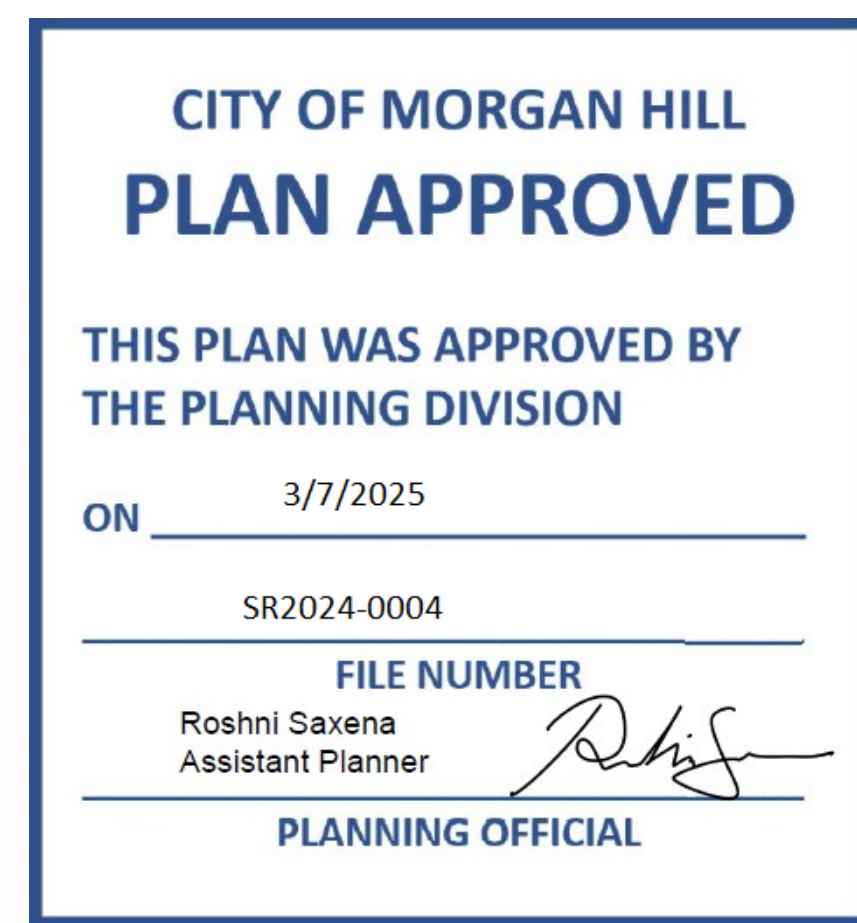 CITY OF MORGAN HILL
PLAN APPROVED
THIS PLAN WAS APPROVED BY
THE PLANNING DIVISION
ON 3/7/2025
SR2024-0004
FILE NUMBER
Roshni Saxena
Assistant Planner
PLANNING OFFICIAL